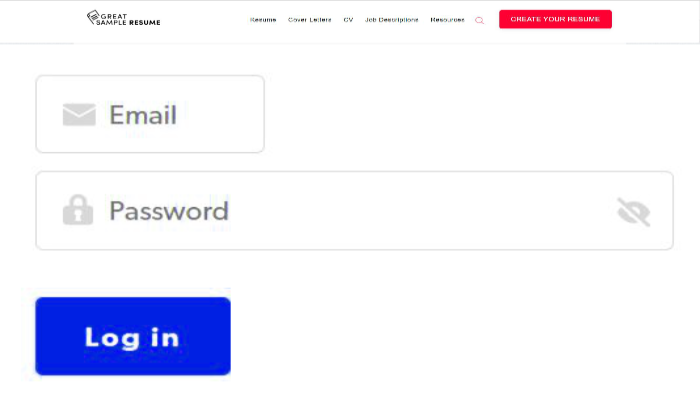 GREAT
SAMPLE RESUME
Resume Cover Letters CV Job Descriptions Resources CREATE YOUR RESUME
Email
Password
Log in